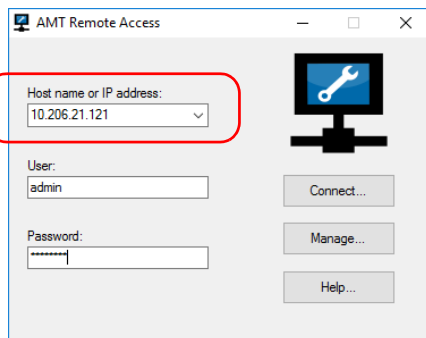 AMT Remote Access
Host name or IP address:
10.206.21.121
User:
admin
Password:
********
Connect...
Manage...
Help...